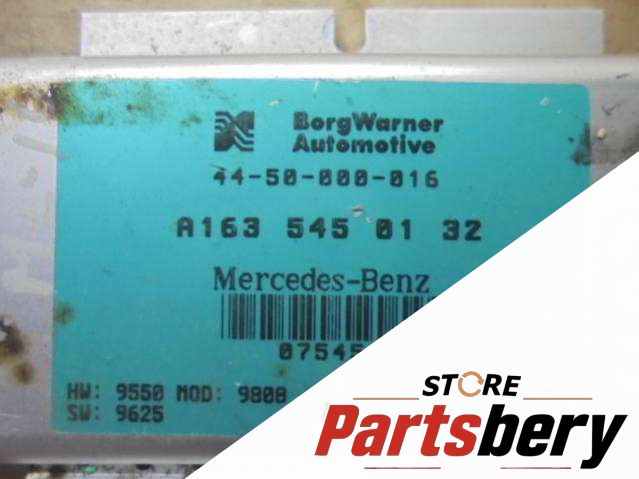 BorgWarner
Automotive
44-50-000-016
A163 545 01 32
Mercedes-Benz
HW: 9550 MOD: 9808
SW: 9625
STORE
Partsbery